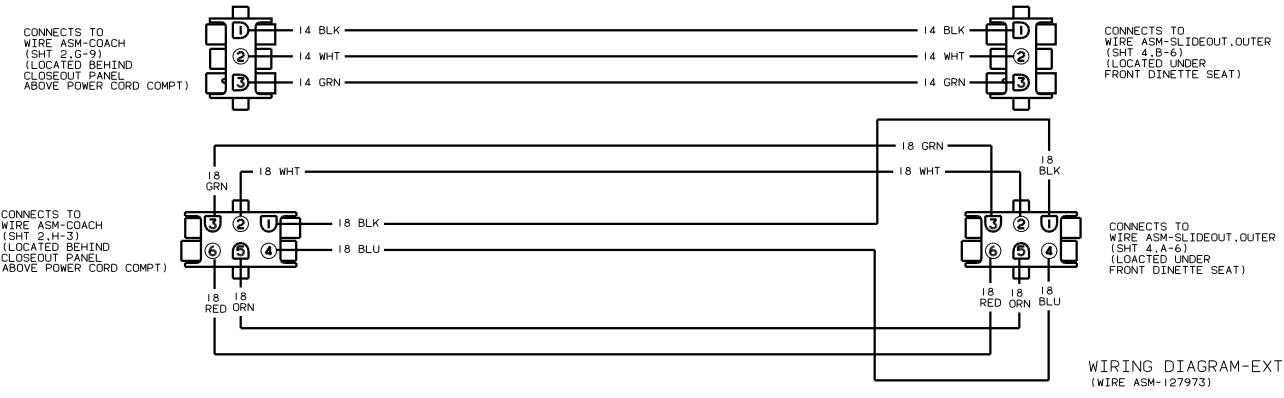 CONNECTS TO
WIRE ASM-COACH
(SHT 2,G-9)
(LOCATED BEHIND
CLOSEOUT PANEL
ABOVE POWER CORD COMPT)
1
2
3
14 BLK
14 WHT
14 GRN
14 BLK
14 WHT
14 GRN
1
2
3
CONNECTS TO
WIRE ASM-SLIDEOUT,OUTER
(SHT 4,B-6)
(LOCATED UNDER
FRONT DINETTE SEAT)
18 GRN
18
BLK
18 WHT
18 WHT
18
GRN
CONNECTS TO
WIRE ASM-COACH
(SHT 2,H-3)
(LOCATED BEHIND
CLOSEOUT PANEL
ABOVE POWER CORD COMPT)
3 2 1
6 5 4
18 BLK
18 BLU
3 2 1
6 5 4
CONNECTS TO
WIRE ASM-SLIDEOUT,OUTER
(SHT 4,A-6)
(LOACTED UNDER
FRONT DINETTE SEAT)
18
RED
18
ORN
18
RED
18
ORN
18
BLU
WIRING DIAGRAM-EXT
(WIRE ASM-127973)